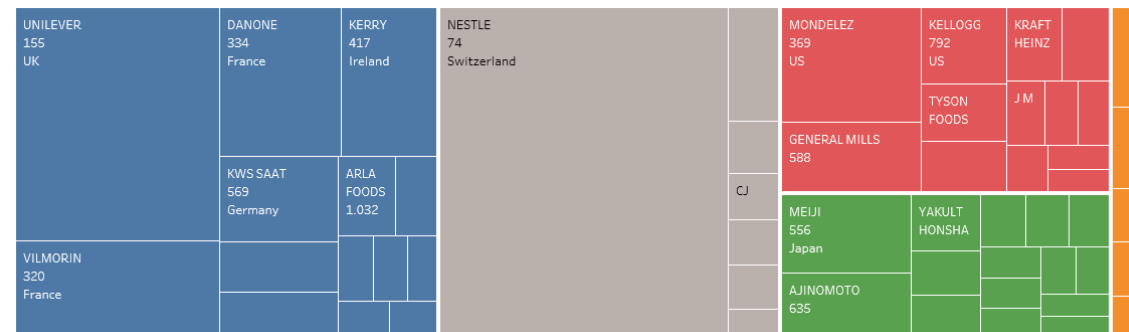 UNILEVER
155
UK
DANONE
334
France
KERRY
417
Ireland
KWS SAAT
569
Germany
ARLA
FOODS
1.032
VILMORIN
320
France
NESTLE
74
Switzerland
CJ
MONDELEZ
369
US
KELLOGG
792
US
KRAFT
HEINZ
TYSON
FOODS
J M
GENERAL MILLS
588
MEIJI
556
Japan
YAKULT
HONSHA
AJINOMOTO
635